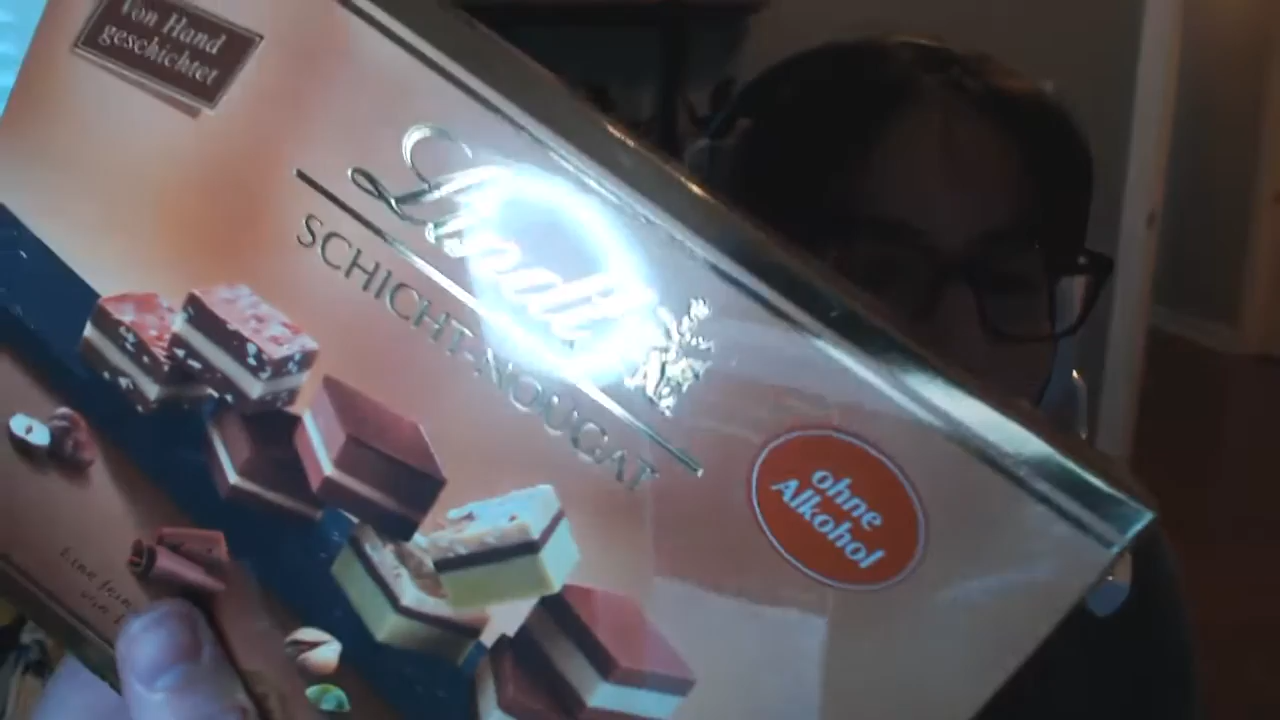 Von Hand
geschichtet
Lindt
SCHICHT-NOUGAT
ohne
Alkohol